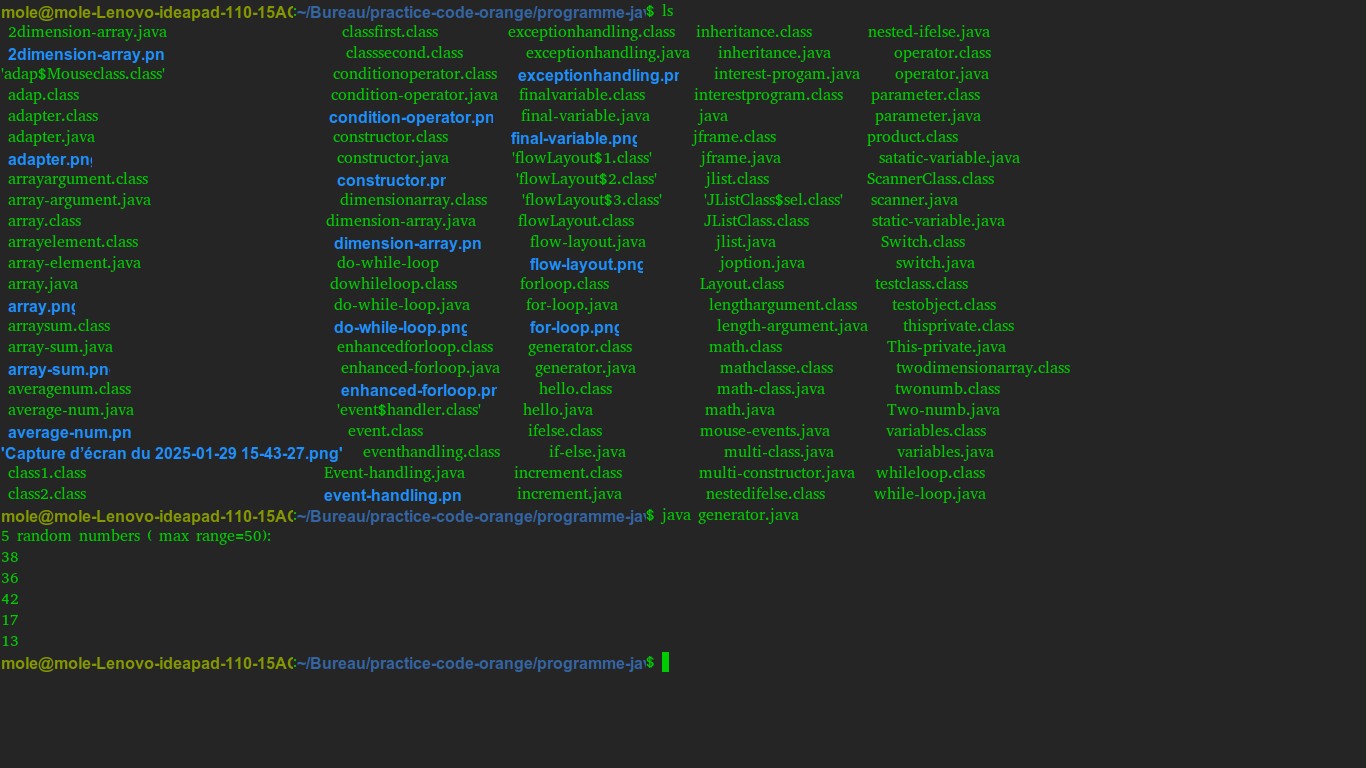 mole@mole-Lenovo-ideapad-110-15AC:~/Bureau/practice-code-orange/programme-jav$ ls
2dimension-array.java classfirst.class exceptionhandling.class inheritance.class nested-ifelse.java
2dimension-array.pn classsecond.class exceptionhandling.java inheritance.java operator.class
'adap$Mouseclass.class' conditionoperator.class exceptionhandling.pr interest-progam.java operator.java
adap.class condition-operator.java finalvariable.class interestprogram.class parameter.class
adapter.class condition-operator.pn final-variable.java java parameter.java
adapter.java constructor.class final-variable.png jframe.class product.class
adapter.png constructor.java 'flowLayout$1.class' jframe.java satatic-variable.java
arrayargument.class constructor.pr 'flowLayout$2.class' jlist.class ScannerClass.class
array-argument.java dimensionarray.class 'flowLayout$3.class' 'JListClass$sel.class' scanner.java
array.class dimension-array.java flowLayout.class JListClass.class static-variable.java
arrayelement.class dimension-array.pn flow-layout.java jlist.java Switch.class
array-element.java do-while-loop flow-layout.png joption.java switch.java
array.java dowhileloop.class forloop.class Layout.class testclass.class
array.png do-while-loop.java for-loop.java lengthargument.class testobject.class
arraysum.class do-while-loop.png for-loop.png length-argument.java thisprivate.class
array-sum.java enhancedforloop.class generator.class math.class This-private.java
array-sum.pn enhanced-forloop.java generator.java mathclasse.class twodimensionarray.class
averagenum.class enhanced-forloop.pr hello.class math-class.java twonumb.class
average-num.java 'event$handler.class' hello.java math.java Two-numb.java
average-num.pn event.class ifelse.class mouse-events.java variables.class
'Capture d’écran du 2025-01-29 15-43-27.png' eventhandling.class if-else.java multi-class.java variables.java
class1.class Event-handling.java increment.class multi-constructor.java whileloop.class
class2.class event-handling.pn increment.java nestedifelse.class while-loop.java
mole@mole-Lenovo-ideapad-110-15AC:~/Bureau/practice-code-orange/programme-jav$ java generator.java
5 random numbers ( max range=50):
38
36
42
17
13
mole@mole-Lenovo-ideapad-110-15AC:~/Bureau/practice-code-orange/programme-jav$